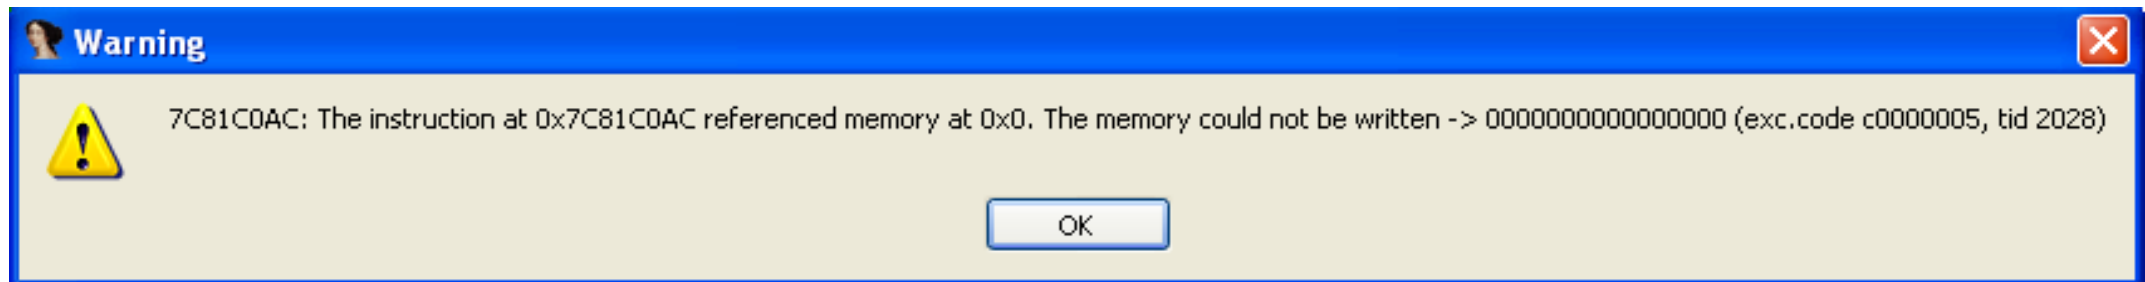 Warning
7C81C0AC: The instruction at 0x7C81C0AC referenced memory at 0x0. The memory could not be written -> 0000000000000000 (exc.code c0000005, tid 2028)
OK